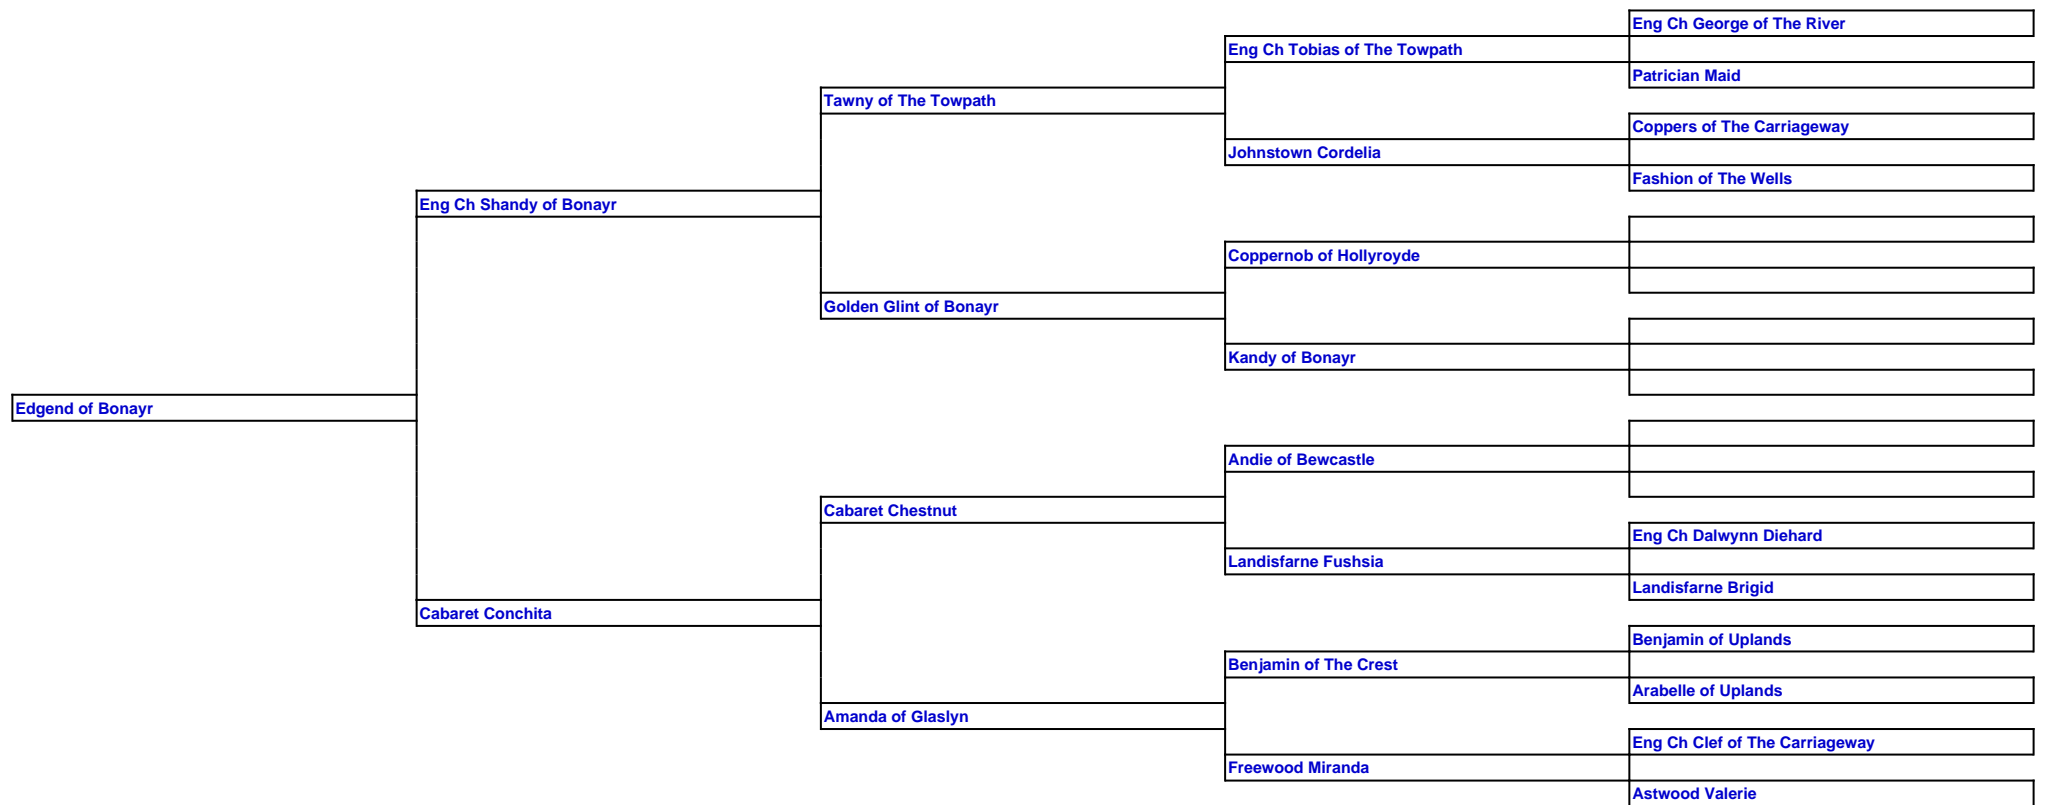 Eng Ch George of The River
Eng Ch Tobias of The Towpath
Patrician Maid
Tawny of The Towpath
Coppers of The Carriageway
Johnstown Cordelia
Fashion of The Wells
Eng Ch Shandy of Bonayr
Coppernob of Hollyroyde
Golden Glint of Bonayr
Kandy of Bonayr
Edgend of Bonayr
Andie of Bewcastle
Cabaret Chestnut
Eng Ch Dalwynn Diehard
Landisfarne Fushsia
Landisfarne Brigid
Cabaret Conchita
Benjamin of Uplands
Benjamin of The Crest
Arabelle of Uplands
Amanda of Glaslyn
Eng Ch Clef of The Carriageway
Freewood Miranda
Astwood Valerie